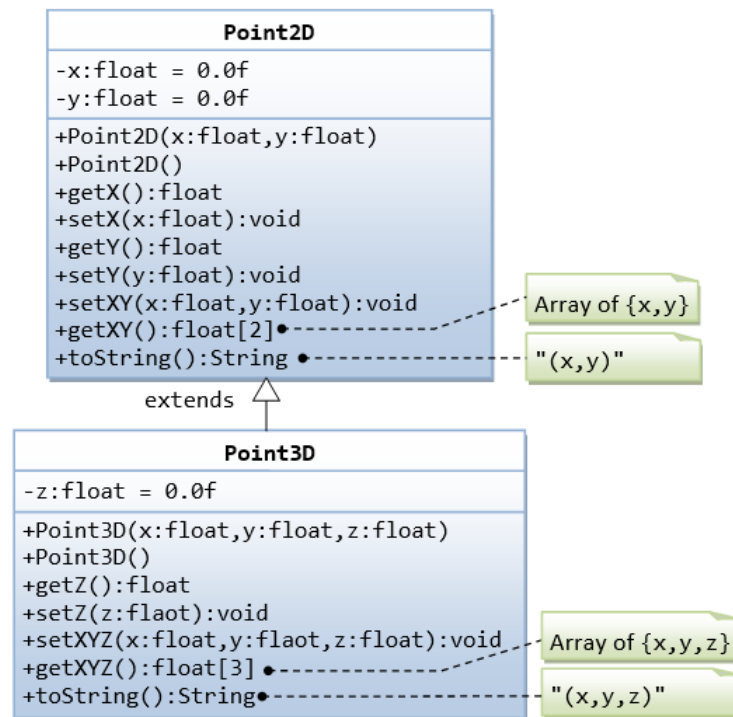 Point2D
-x:float = 0.0f
-y:float = 0.0f
+Point2D(x:float,y:float)
+Point2D()
+getX():float
+setX(x:float):void
+getY():float
+setY(y:float):void
+setXY(x:float,y:float):void
+getXY():float[2]
Array of {x,y}
+toString():String
"(x,y)"
extends
Point3D
-z:float = 0.0f
+Point3D(x:float,y:float,z:float)
+Point3D()
+getZ():float
+setZ(z:flaot):void
+setXYZ(x:float,y:flaot,z:float):void
+getXYZ():float[3]
Array of {x,y,z}
+toString():String
"(x,y,z)"